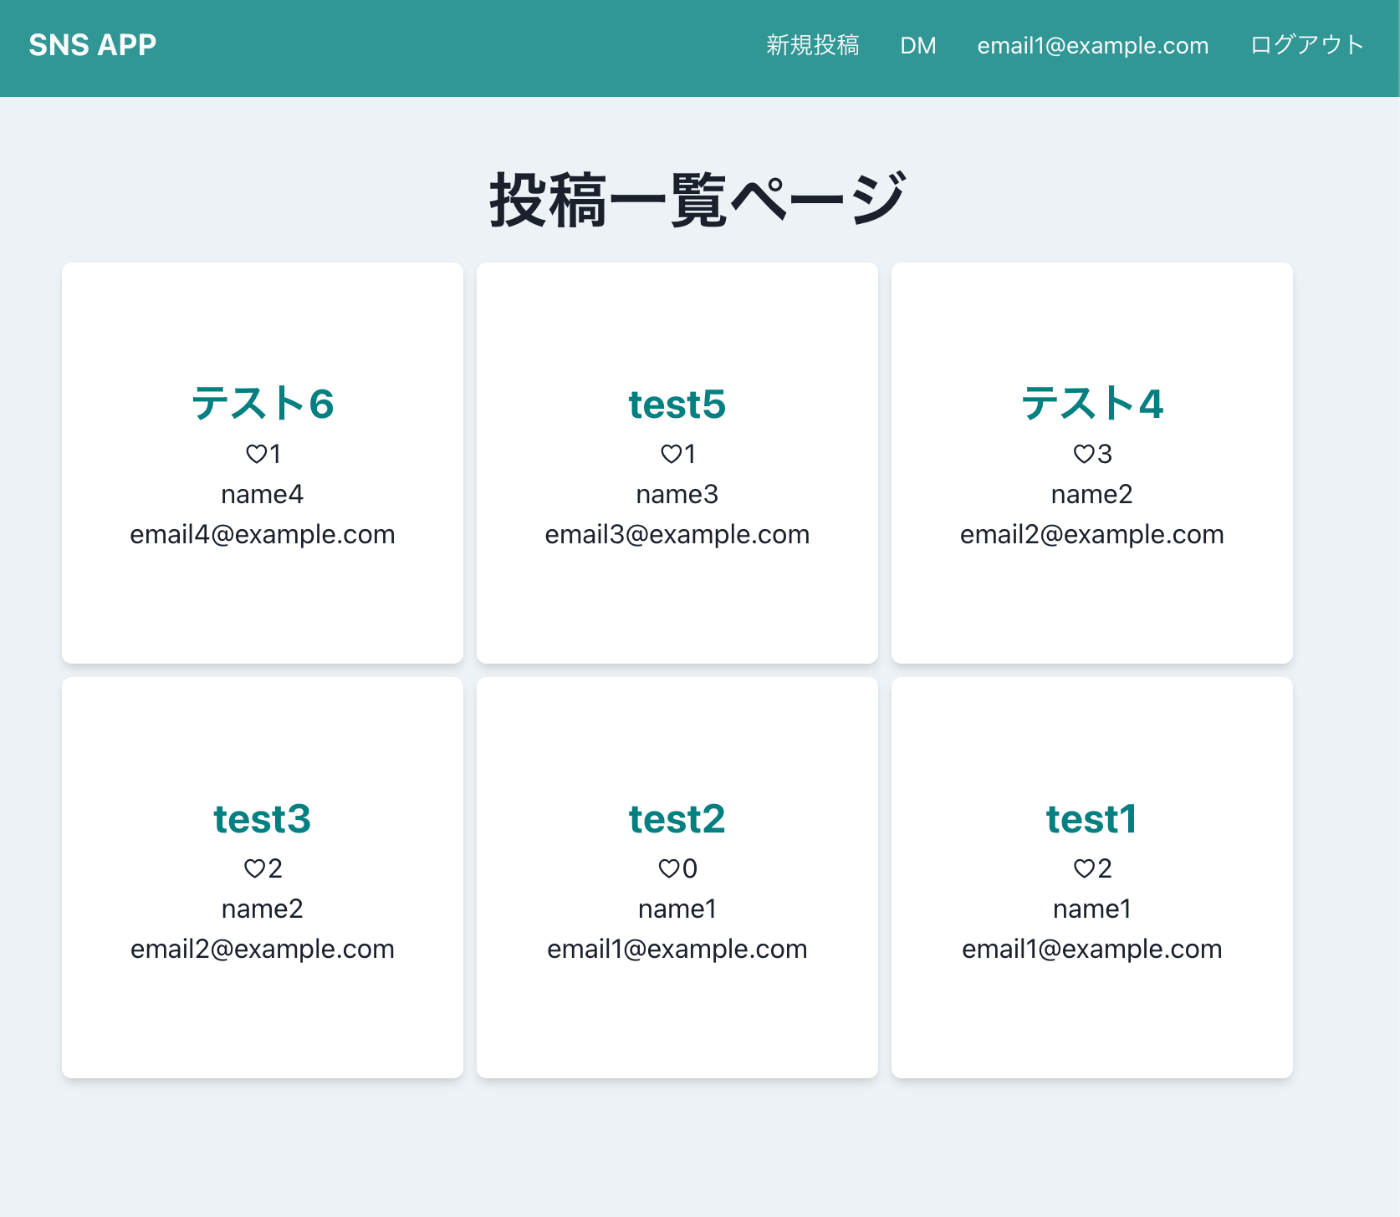 SNS APP
新規投稿 DM email1@example.com ログアウト
投稿一覧ページ
テスト6
♡1
name4
email4@example.com
test5
♡1
name3
email3@example.com
テスト4
♡3
name2
email2@example.com
test3
♡2
name2
email2@example.com
test2
♡0
name1
email1@example.com
test1
♡2
name1
email1@example.com